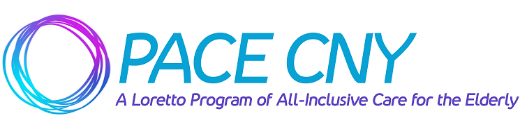 PACE CNY
A Loretto Program of All-Inclusive Care for the Elderly